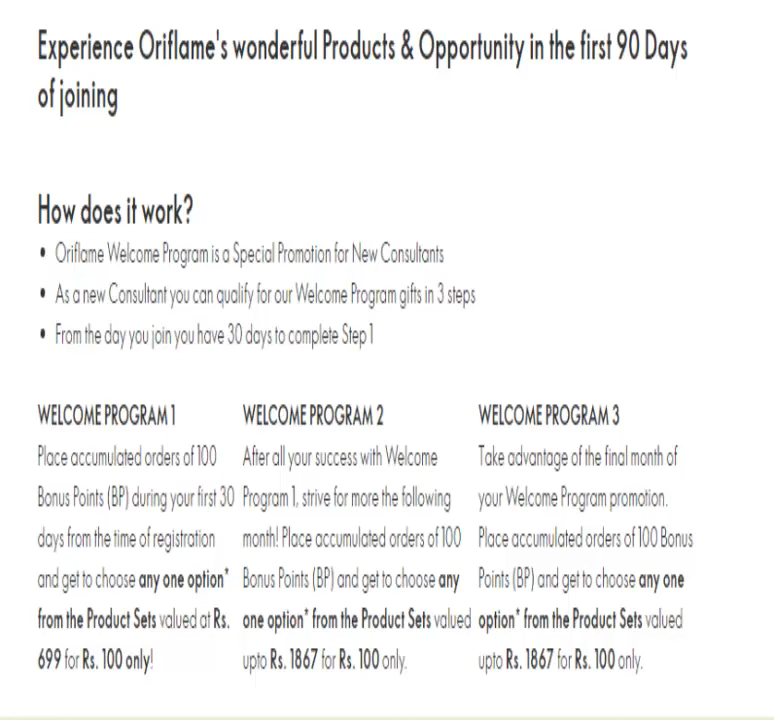 Experience Oriflame's wonderful Products & Opportunity in the first 90 Days
of joining
How does it work?
• Oriflame Welcome Program is a Special Promotion for New Consultants
• As a new Consultant you can qualify for our Welcome Program gifts in 3 steps
• From the day you join you have 30 days to complete Step 1
WELCOME PROGRAM 1
Place accumulated orders of 100
Bonus Points (BP) during your first 30
days from the time of registration
and get to choose any one option*
from the Product Sets valued at Rs.
699 for Rs. 100 only!
WELCOME PROGRAM 2
After all your success with Welcome
Program 1, strive for more the following
month! Place accumulated orders of 100
Bonus Points (BP) and get to choose any
one option* from the Product Sets valued
upto Rs. 1867 for Rs. 100 only.
WELCOME PROGRAM 3
Take advantage of the final month of
your Welcome Program promotion.
Place accumulated orders of 100 Bonus
Points (BP) and get to choose any one
option* from the Product Sets valued
upto Rs. 1867 for Rs. 100 only.